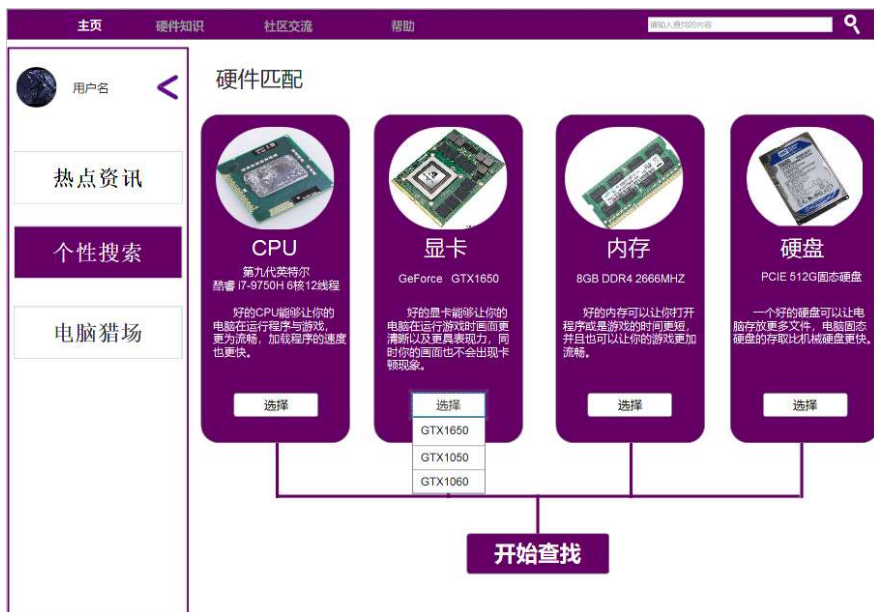 主页 硬件知识 社区交流 帮助 请输入查找的内容
用户名
热点资讯
个性搜索
电脑猎场
硬件匹配
CPU
第九代英特尔
酷睿 i7-9750H 6核12线程
好的CPU能够让你的
电脑在运行程序与游戏,
更为流畅,加载程序的速度
也更快。
选择
显卡
GeForce GTX1650
好的显卡能够让你的
电脑在运行游戏时画面更
清晰以及更具表现力,同
时你的画面也不会出现卡
顿现象。
选择
GTX1650
GTX1050
GTX1060
内存
8GB DDR4 2666MHZ
好的内存可以让你打开
程序或是游戏的时间更短,
并且也可以让你的游戏更加
流畅。
选择
硬盘
PCIE 512G固态硬盘
一个好的硬盘可以让电
脑存放更多文件,电脑固态
硬盘的存取比机械硬盘更快。
选择
开始查找